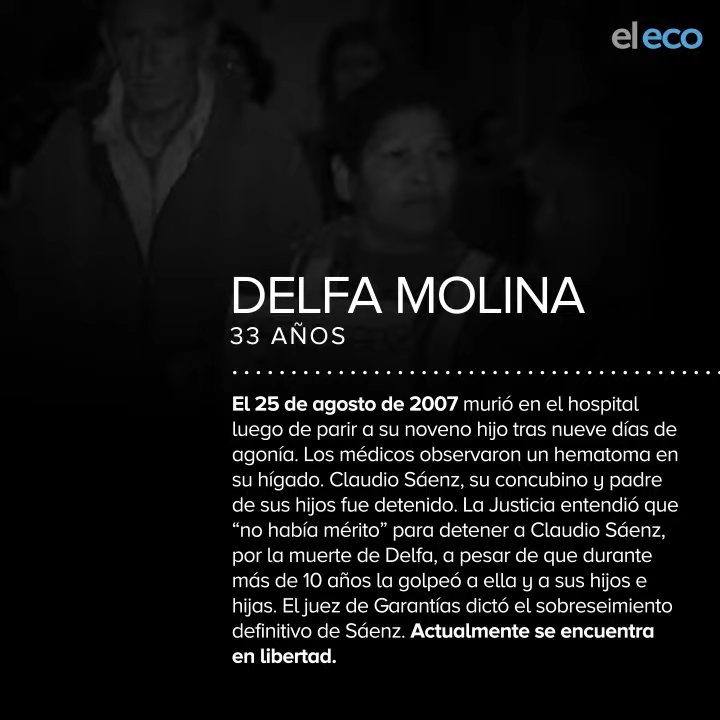 el eco
DELFA MOLINA
33 AÑOS
El 25 de agosto de 2007 murió en el hospital
luego de parir a su noveno hijo tras nueve días de
agonía. Los médicos observaron un hematoma en
su hígado. Claudio Sáenz, su concubino y padre
de sus hijos fue detenido. La Justicia entendió que
“no había mérito” para detener a Claudio Sáenz,
por la muerte de Delfa, a pesar de que durante
más de 10 años la golpeó a ella y a sus hijos e
hijas. El juez de Garantías dictó el sobreseimiento
definitivo de Sáenz. Actualmente se encuentra
en libertad.